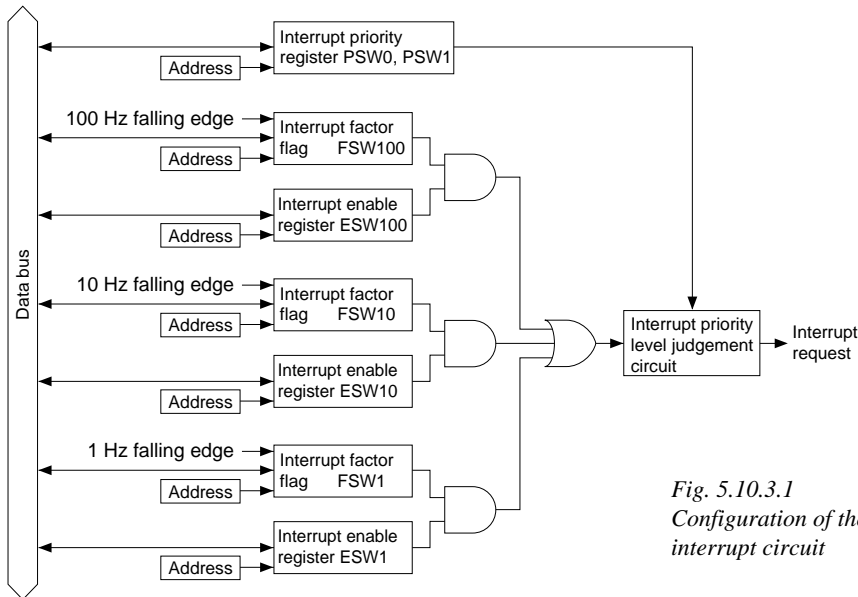 Data bus
Interrupt priority
register PSW0, PSW1
Address
100 Hz falling edge
Interrupt factor
flag FSW100
Address
Interrupt enable
register ESW100
Address
10 Hz falling edge
Interrupt factor
flag FSW10
Address
Interrupt enable
register ESW10
Address
1 Hz falling edge
Interrupt factor
flag FSW1
Address
Interrupt enable
register ESW1
Address
Interrupt priority
level judgement
circuit
Interrupt
request
Fig. 5.10.3.1
Configuration of the
interrupt circuit